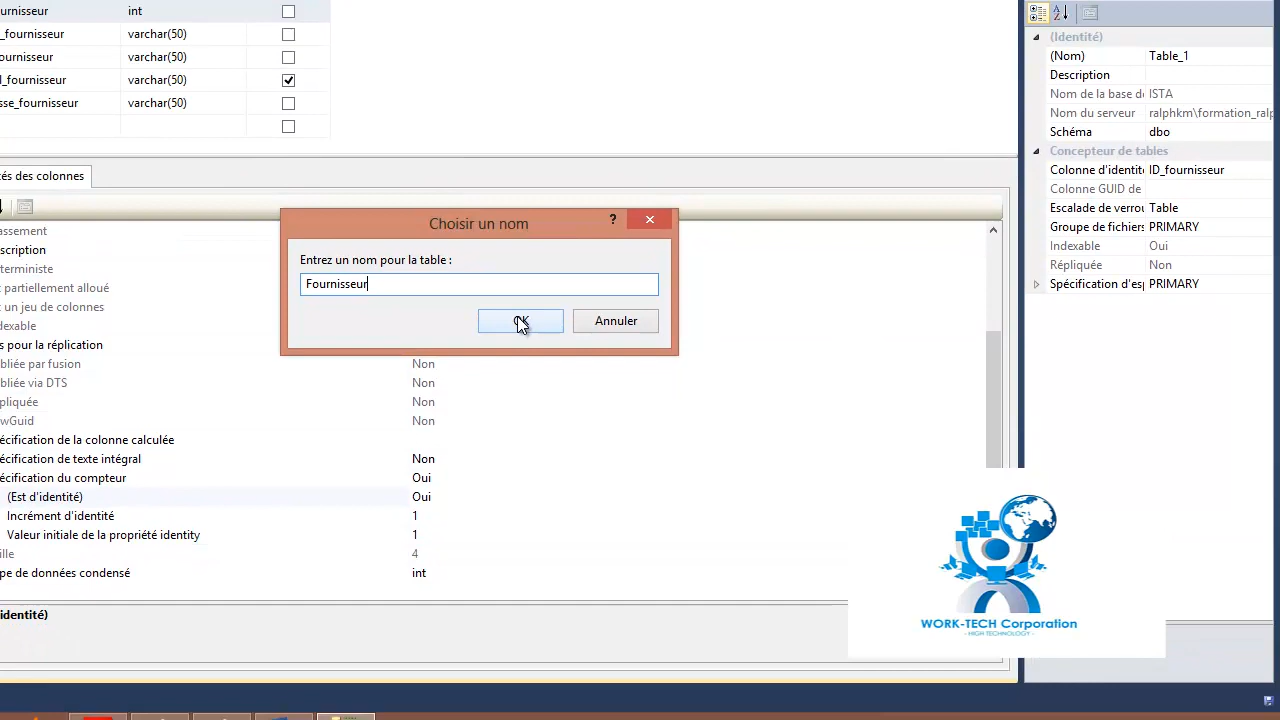 urnisseur int
_fournisseur varchar(50)
ournisseur varchar(50)
l_fournisseur varchar(50)
sse_fournisseur varchar(50)
tés des colonnes
assement
scription
terministe
t partiellement alloué
t un jeu de colonnes
dexable
s pour la réplication
bliée par fusion Non
bliée via DTS Non
pliquée Non
wGuid Non
écification de la colonne calculée
écification de texte intégral Non
écification du compteur Oui
(Est d'identité) Oui
Incrément d'identité 1
Valeur initiale de la propriété identity 1
ille 4
pe de données condensé int
identité)
Choisir un nom
?
Entrez un nom pour la table :
Fournisseur
OK Annuler
(Identité)
(Nom) Table_1
Description
Nom de la base de ISTA
Nom du serveur ralphkm\formation_ralp
Schéma dbo
Concepteur de tables
Colonne d'identité ID_fournisseur
Colonne GUID de
Escalade de verrou Table
Groupe de fichiers PRIMARY
Indexable Oui
Répliquée Non
Spécification d'esp PRIMARY
WORK-TECH Corporation
- HIGH TECHNOLOGY -